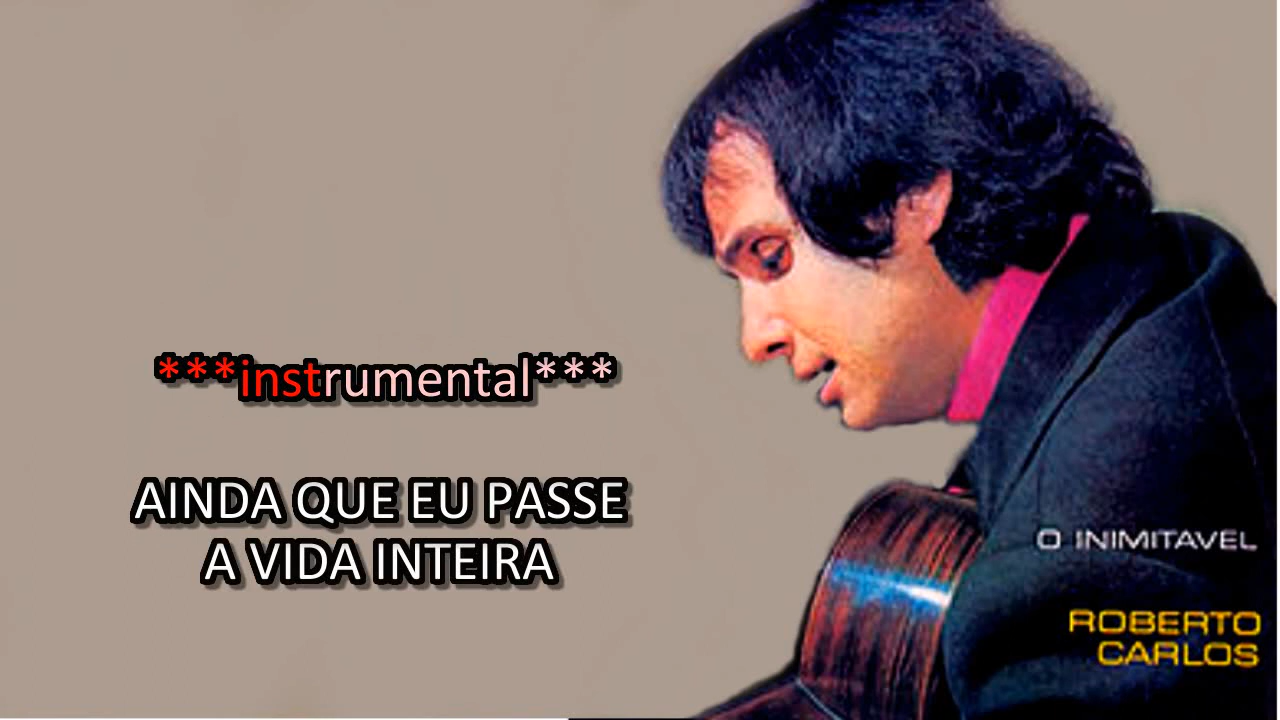 ***instrumental***
AINDA QUE EU PASSE
A VIDA INTEIRA
O INIMITAVEL
ROBERTO
CARLOS